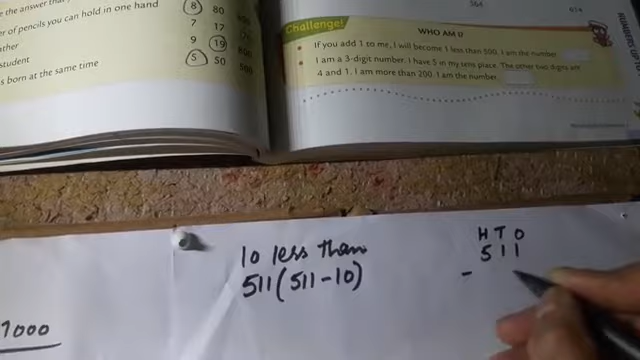 the answer that
er of pencils you can hold in one hand
ather
student
s born at the same time
8 80
7 17
9 19
5 50 500
564 614
Challenge!
WHO AM I?
If you add 1 to me, I will become 1 less than 500. I am the number
I am a 3-digit number. I have 5 in my tens place. The other two digits are
4 and 1. I am more than 200. I am the number
10 less than
511 (511-10)
H T O
5 1 1
-
9000